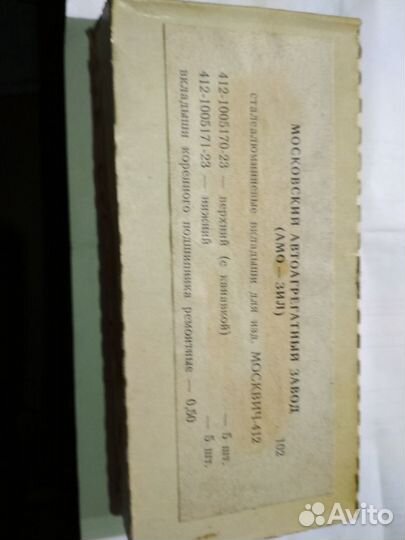 МОСКОВСКИЙ АВТОАГРЕГАТНЫЙ ЗАВОД
(АМО — ЗИЛ)
102
сталеалюминиевые вкладыши для изд. МОСКВИЧ-412
412-1005170-23 — верхний (с канавкой) — 5 шт.
412-1005171-23 — нижний — 5 шт.
вкладыши коренного подшипника ремонтные — 0,50
Avito